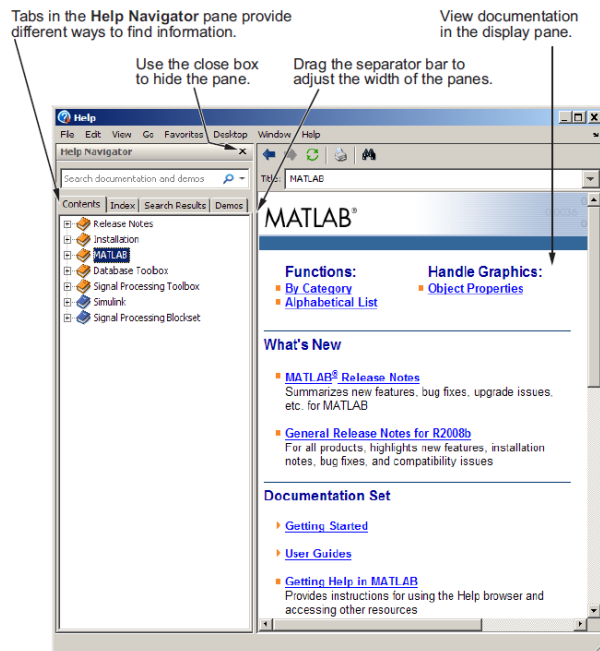 Tabs in the Help Navigator pane provide
different ways to find information.
View documentation
in the display pane.
Use the close box
to hide the pane.
Drag the separator bar to
adjust the width of the panes.
Help
File Edit View Go Favorites Desktop Window Help
Help Navigator
Search documentation and demos
Contents Index Search Results Demos
Release Notes
Installation
MATLAB
Database Toolbox
Signal Processing Toolbox
Simulink
Signal Processing Blockset
Title: MATLAB
MATLAB®
Functions:
By Category
Alphabetical List
Handle Graphics:
Object Properties
What's New
MATLAB® Release Notes
Summarizes new features, bug fixes, upgrade issues,
etc. for MATLAB
General Release Notes for R2008b
For all products, highlights new features, installation
notes, bug fixes, and compatibility issues
Documentation Set
Getting Started
User Guides
Getting Help in MATLAB
Provides instructions for using the Help browser and
accessing other resources